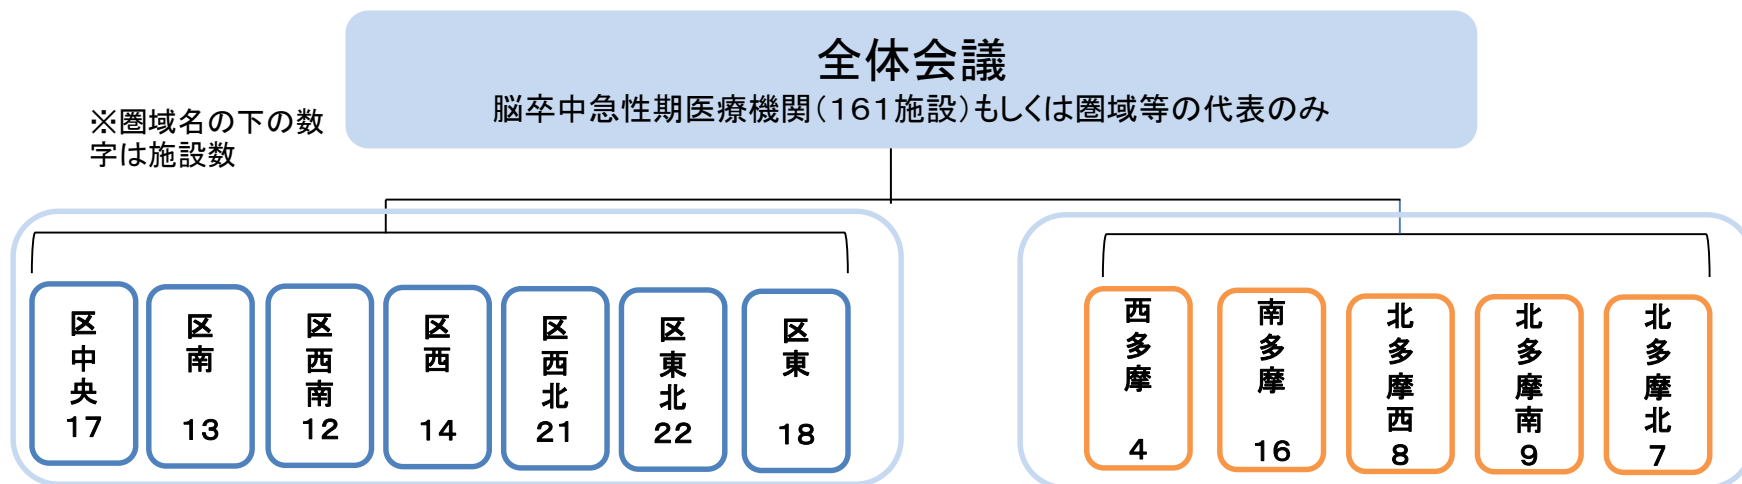 全体会議
脳卒中急性期医療機関（１６１施設）もしくは圏域等の代表のみ
※圏域名の下の数
字は施設数
区中央
１７
区南
１３
区西南
１２
区西
１４
区西北
２１
区東北
２２
区東
１８
西多摩
４
南多摩
１６
北多摩西
８
北多摩南
９
北多摩北
７